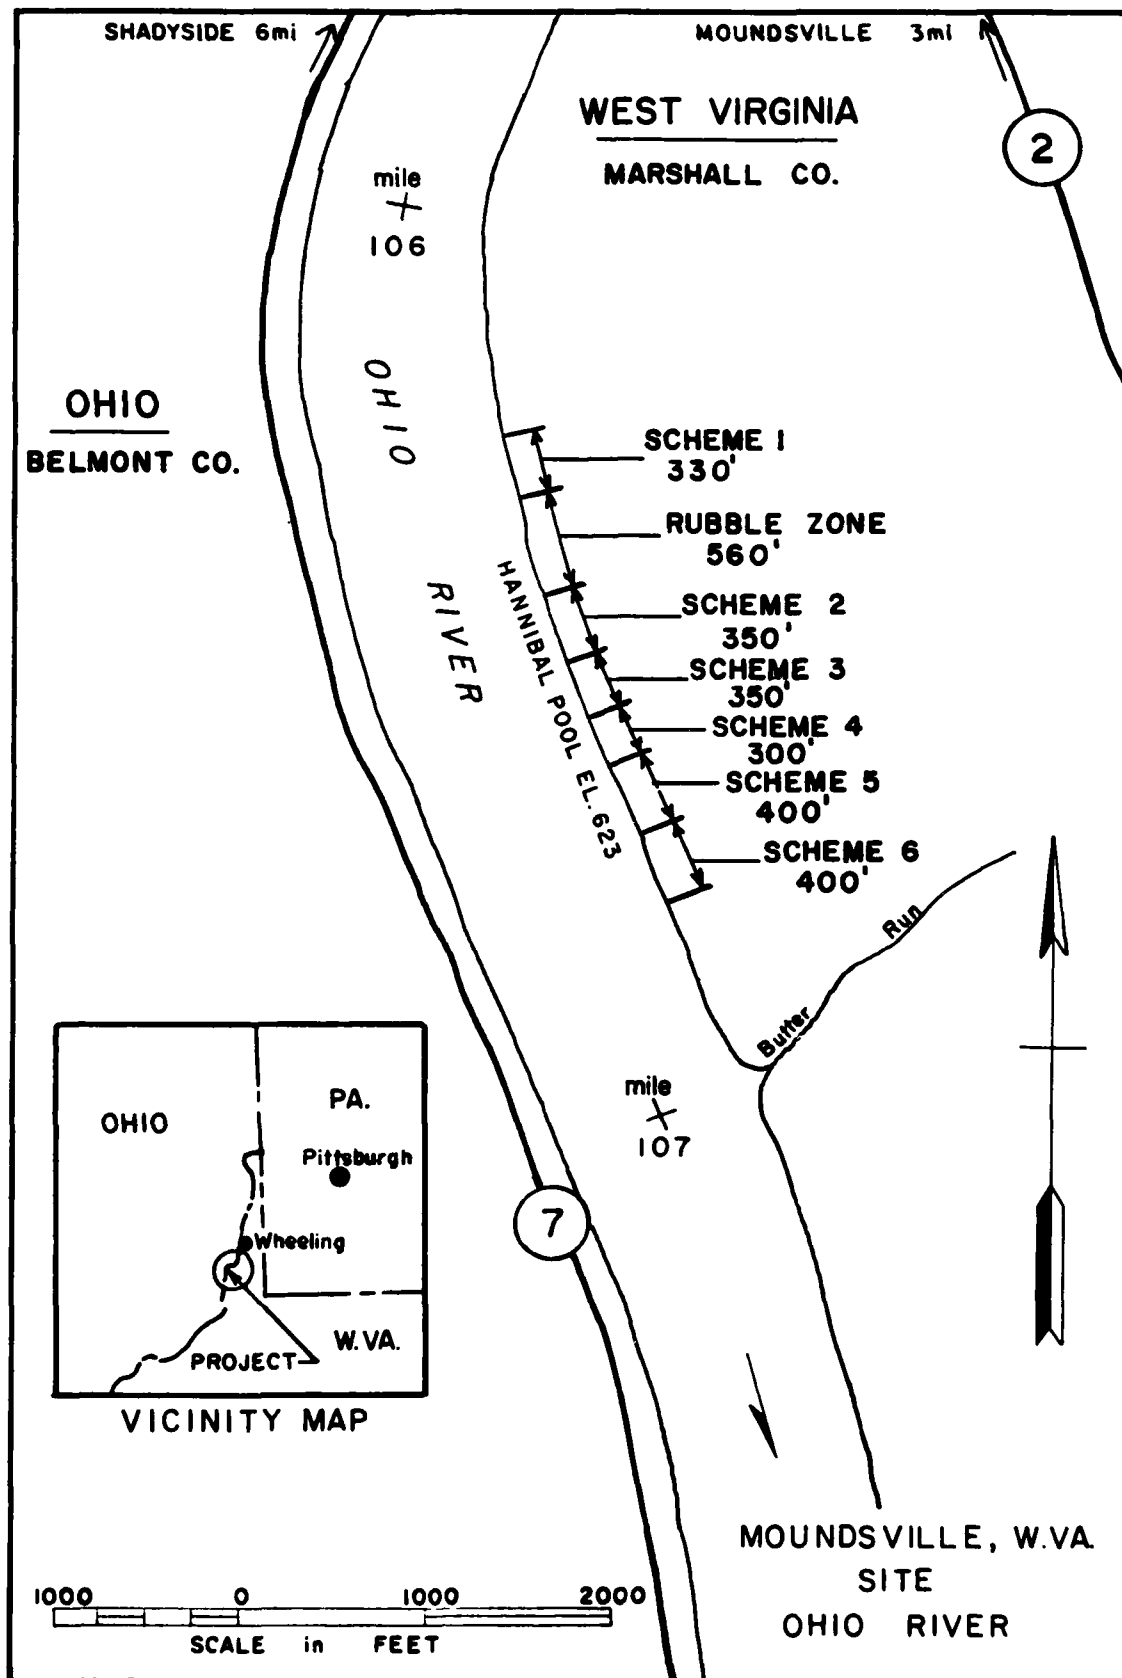 SHADYSIDE 6mi
MOUNDSVILLE 3mi
WEST VIRGINIA
MARSHALL CO.
2
mile
106
OHIO
BELMONT CO.
OHIO
RIVER
HANNIBAL POOL EL. 623
SCHEME 1
330'
RUBBLE ZONE
560'
SCHEME 2
350'
SCHEME 3
350'
SCHEME 4
300'
SCHEME 5
400'
SCHEME 6
400'
Butter Run
mile
107
7
OHIO
PA.
Pittsburgh
Wheeling
W.VA.
PROJECT
VICINITY MAP
1000 0 1000 2000
SCALE in FEET
MOUNDSVILLE, W.VA.
SITE
OHIO RIVER